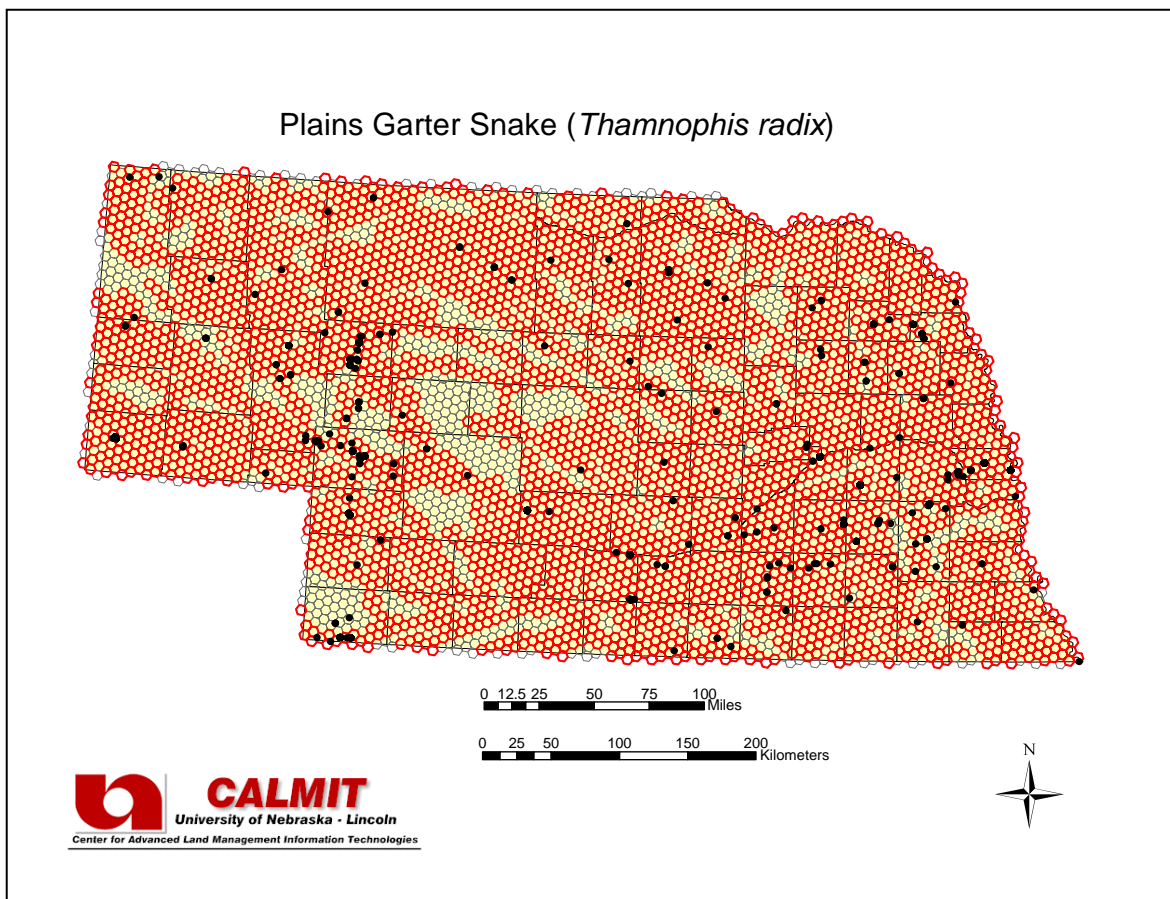 Plains Garter Snake (Thamnophis radix)
0 12.5 25 50 75 100
Miles
0 25 50 100 150 200
Kilometers
N
CALMIT
University of Nebraska - Lincoln
Center for Advanced Land Management Information Technologies